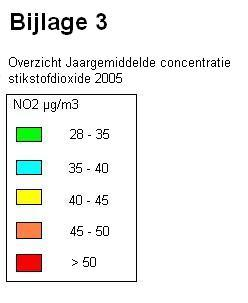 Bijlage 3
Overzicht Jaargemiddelde concentratie
stikstofdioxide 2005
NO2 µg/m3
28 - 35
35 - 40
40 - 45
45 - 50
> 50